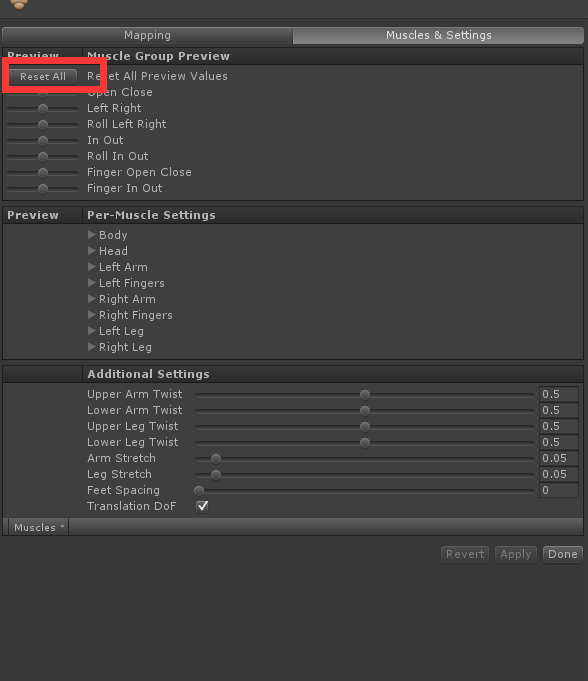 Mapping Muscles & Settings
Preview Muscle Group Preview
Reset All Reset All Preview Values
Open Close
Left Right
Roll Left Right
In Out
Roll In Out
Finger Open Close
Finger In Out
Preview Per-Muscle Settings
Body
Head
Left Arm
Left Fingers
Right Arm
Right Fingers
Left Leg
Right Leg
Additional Settings
Upper Arm Twist 0.5
Lower Arm Twist 0.5
Upper Leg Twist 0.5
Lower Leg Twist 0.5
Arm Stretch 0.05
Leg Stretch 0.05
Feet Spacing 0
Translation DoF
Muscles
Revert Apply Done